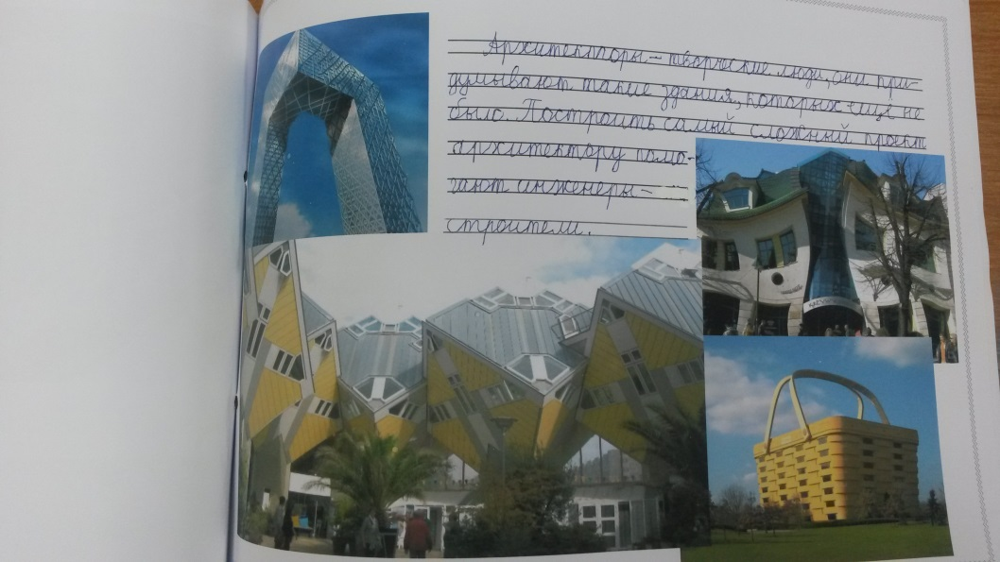 Архитекторы – творческие люди, они при-
думывают такие здания, которых ещё не
было. Построить самый сложный проект
архитектору помо-
гают инженеры –
строители.